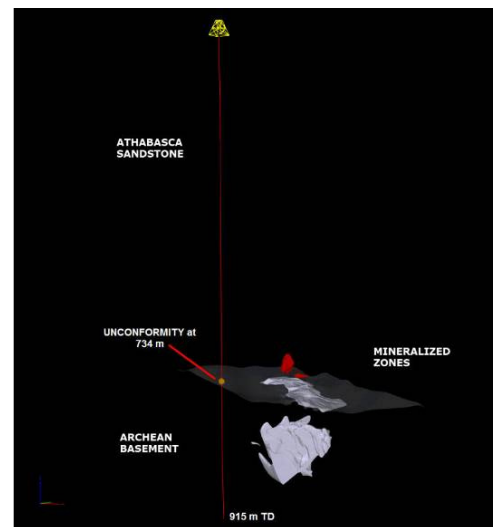 ATHABASCA
SANDSTONE
UNCONFORMITY at
734 m
MINERALIZED
ZONES
ARCHEAN
BASEMENT
915 m TD